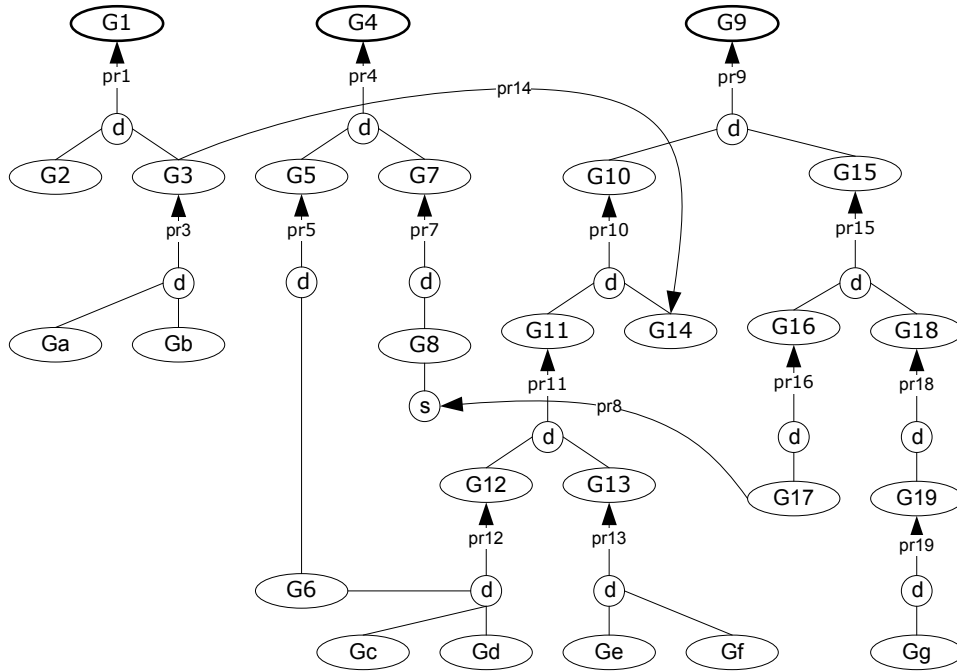 G1 G4 G9
pr1 pr4 pr9
pr14
d d d
G2 G3 G5 G7 G10 G15
pr3 pr5 pr7 pr10 pr15
d d d d d
Ga Gb G8 G11 G14 G16 G18
pr11 pr16 pr18
s pr8
d d d
G12 G13 G17 G19
pr12 pr13 pr19
G6 d d d
Gc Gd Ge Gf Gg